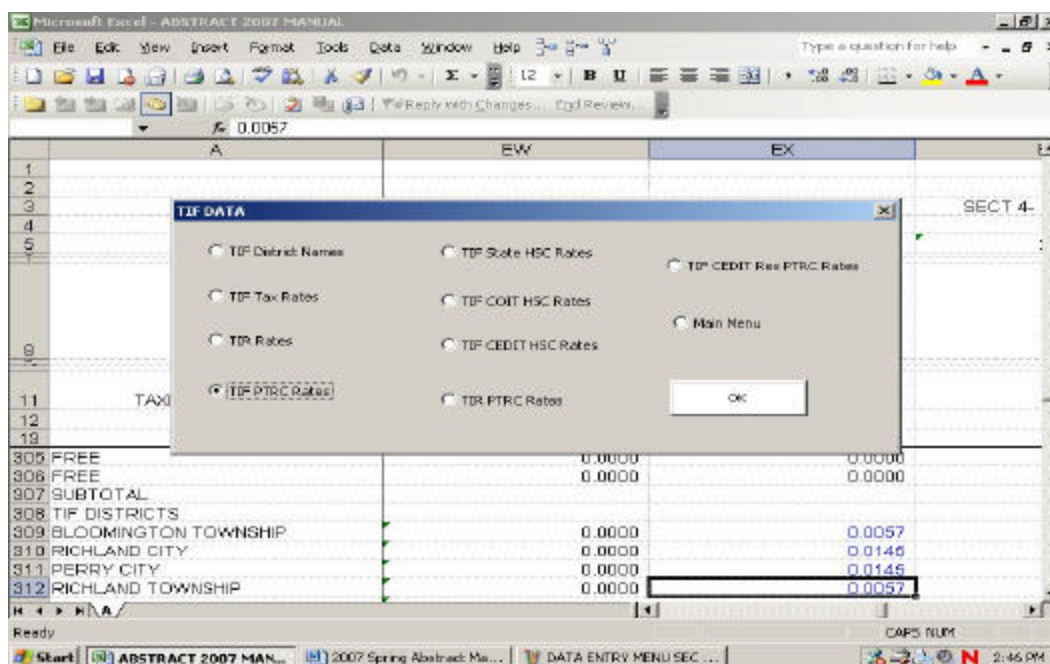 Microsoft Excel - ABSTRACT 2007 MANUAL
File Edit View Insert Format Tools Data Window Help Type a question for help
12 B U
Reply with Changes... End Review...
fx 0.0057
A EW EX
1
2
3 SECT 4-
4
5
TIF DATA
TIF District Names TIF State HSC Rates TIF CEDIT Res PTRC Rates
TIF Tax Rates TIF COIT HSC Rates
Main Menu
TIR Rates TIF CEDIT HSC Rates
9
TIF PTRC Rates TIR PTRC Rates OK
11 TAXI
12
13
305 FREE 0.0000 0.0000
306 FREE 0.0000 0.0000
307 SUBTOTAL
308 TIF DISTRICTS
309 BLOOMINGTON TOWNSHIP 0.0000 0.0057
310 RICHLAND CITY 0.0000 0.0146
311 PERRY CITY 0.0000 0.0145
312 RICHLAND TOWNSHIP 0.0000 0.0057
A
Ready CAPS NUM
Start ABSTRACT 2007 MAN... 2007 Spring Abstract Ma... DATA ENTRY MENU SEC ... N 2:46 PM